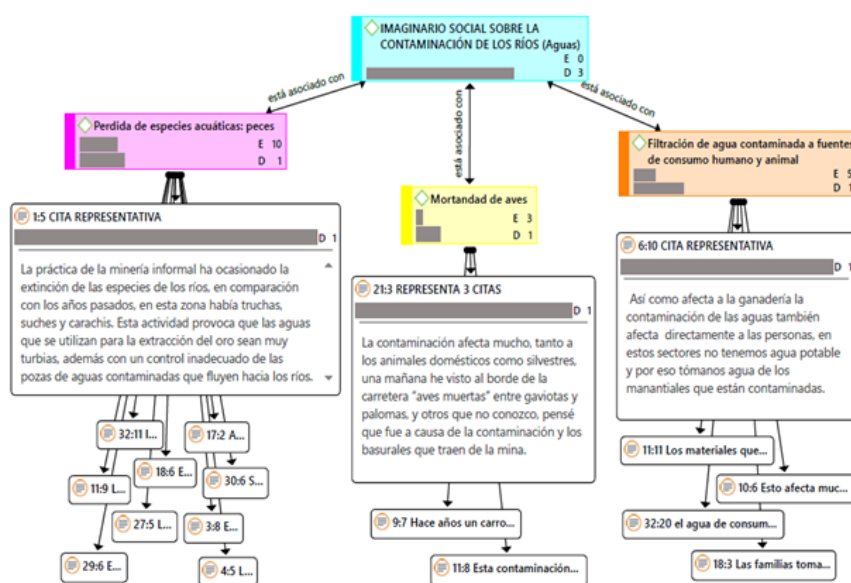 IMAGINARIO SOCIAL SOBRE LA
CONTAMINACIÓN DE LOS RÍOS (Aguas)
E 0
D 3
está asociado con
está asociado con
está asociado con
Perdida de especies acuáticas: peces
E 10
D 1
Mortandad de aves
E 3
D 1
Filtración de agua contaminada a fuentes
de consumo humano y animal
E 5
D 1
1:5 CITA REPRESENTATIVA
D 1
La práctica de la minería informal ha ocasionado la
extinción de las especies de los ríos, en comparación
con los años pasados, en esta zona había truchas,
suches y carachis. Esta actividad provoca que las aguas
que se utilizan para la extracción del oro sean muy
turbias, además con un control inadecuado de las
pozas de aguas contaminadas que fluyen hacia los ríos.
32:11 I...
17:2 A...
18:6 E...
30:6 S...
11:9 L...
27:5 L...
3:8 E...
29:6 E...
4:5 L...
21:3 REPRESENTA 3 CITAS
D 1
La contaminación afecta mucho, tanto a
los animales domésticos como silvestres,
una mañana he visto al borde de la
carretera "aves muertas" entre gaviotas y
palomas, y otros que no conozco, pensé
que fue a causa de la contaminación y los
basurales que traen de la mina.
9:7 Hace años un carro...
11:8 Esta contaminación...
6:10 CITA REPRESENTATIVA
D 1
Así como afecta a la ganadería la
contaminación de las aguas también
afecta directamente a las personas, en
estos sectores no tenemos agua potable
y por eso tómanos agua de los
manantiales que están contaminadas.
11:11 Los materiales que...
10:6 Esto afecta muc...
32:20 el agua de consum...
18:3 Las familias toma...